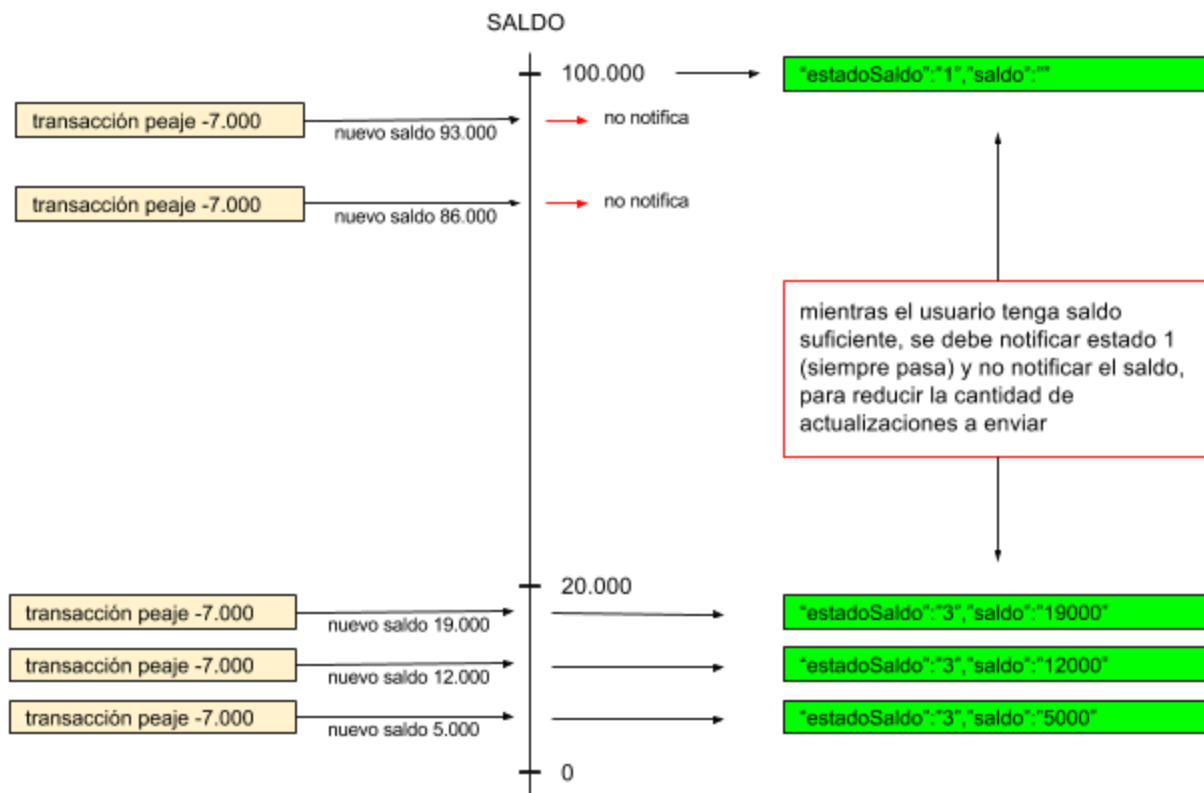 SALDO
100.000
"estadoSaldo":"1","saldo":""
transacción peaje -7.000
nuevo saldo 93.000
no notifica
transacción peaje -7.000
nuevo saldo 86.000
no notifica
mientras el usuario tenga saldo
suficiente, se debe notificar estado 1
(siempre pasa) y no notificar el saldo,
para reducir la cantidad de
actualizaciones a enviar
20.000
transacción peaje -7.000
nuevo saldo 19.000
"estadoSaldo":"3","saldo":"19000"
transacción peaje -7.000
nuevo saldo 12.000
"estadoSaldo":"3","saldo":"12000"
transacción peaje -7.000
nuevo saldo 5.000
"estadoSaldo":"3","saldo":"5000"
0